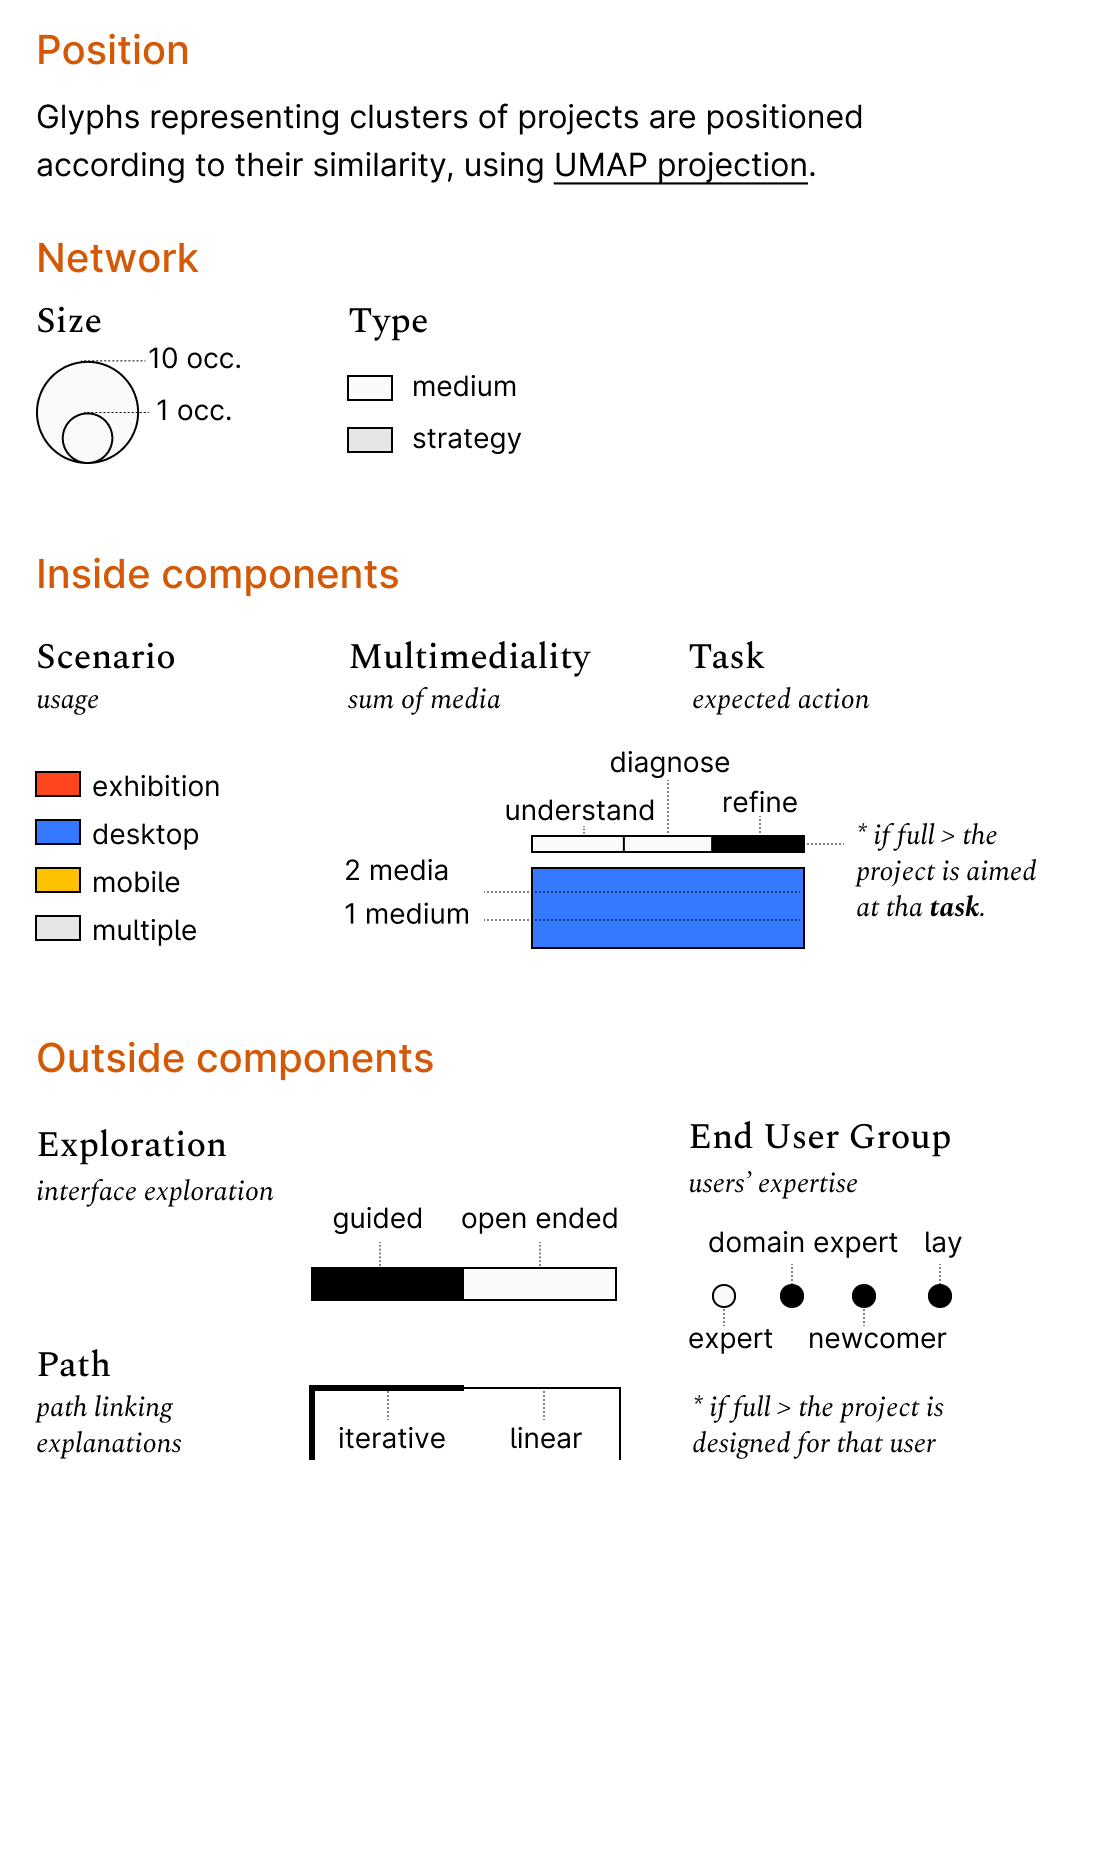 Position
Glyphs representing clusters of projects are positioned
according to their similarity, using UMAP projection.
Network
Size
Type
10 occ.
1 occ.
medium
strategy
Inside components
Scenario
usage
Multimediality
sum of media
Task
expected action
exhibition
desktop
mobile
multiple
diagnose
understand
refine
2 media
1 medium
* if full > the
project is aimed
at tha task.
Outside components
Exploration
interface exploration
guided
open ended
End User Group
users’ expertise
domain expert
lay
expert
newcomer
Path
path linking
explanations
iterative
linear
* if full > the project is
designed for that user